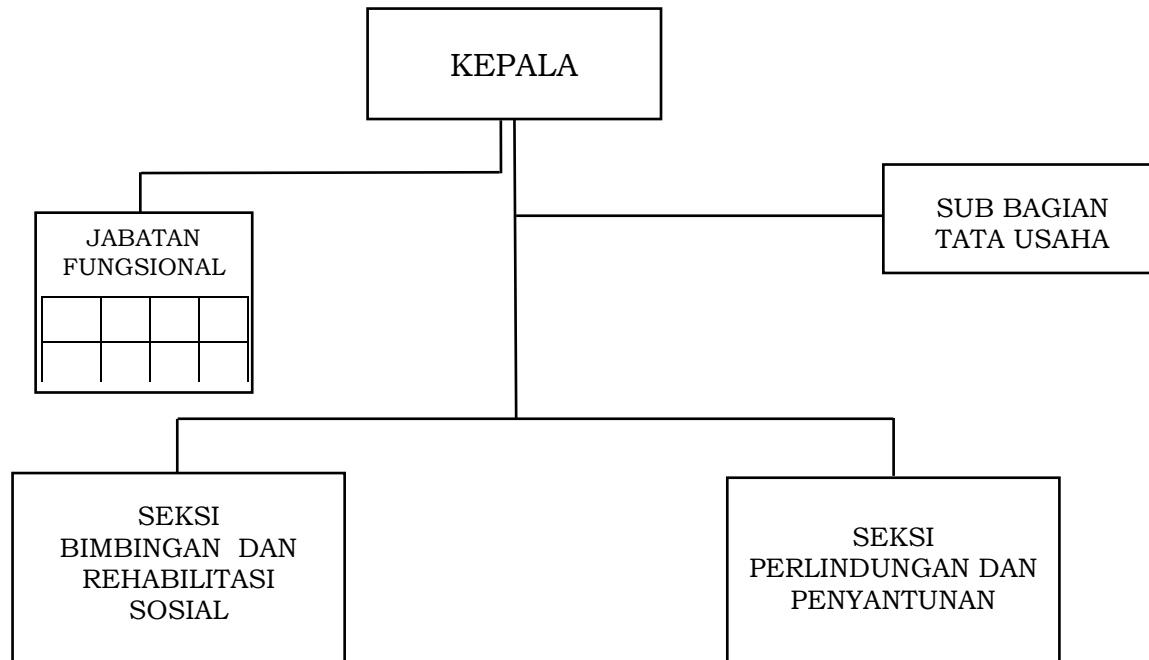 KEPALA
SUB BAGIAN
TATA USAHA
JABATAN
FUNGSIONAL
SEKSI
BIMBINGAN DAN
REHABILITASI
SOSIAL
SEKSI
PERLINDUNGAN DAN
PENYANTUNAN